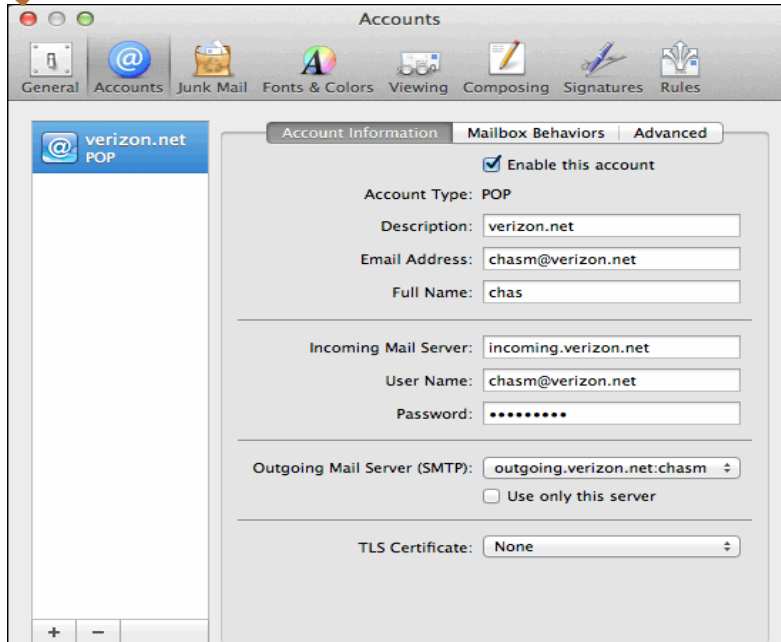 Accounts
General Accounts Junk Mail Fonts & Colors Viewing Composing Signatures Rules
verizon.net
POP
Account Information Mailbox Behaviors Advanced
Enable this account
Account Type: POP
Description: verizon.net
Email Address: chasm@verizon.net
Full Name: chas
Incoming Mail Server: incoming.verizon.net
User Name: chasm@verizon.net
Password: •••••••••
Outgoing Mail Server (SMTP): outgoing.verizon.net:chasm
Use only this server
TLS Certificate: None
+ −